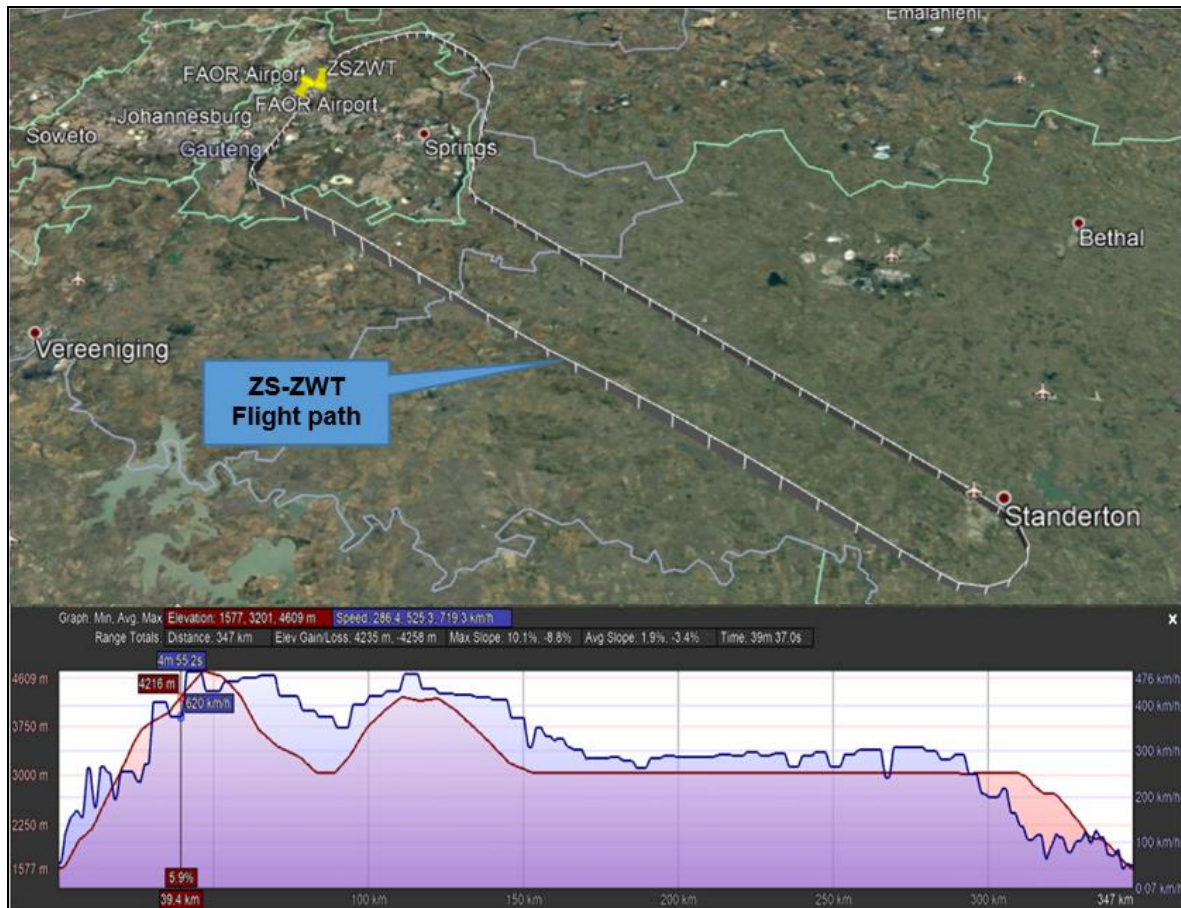 Emalahleni
FAOR Airport
ZSZWT
FAOR Airport
Johannesburg
Soweto
Gauteng
Springs
Bethal
Vereeniging
ZS-ZWT
Flight path
Standerton
Graph: Min, Avg, Max Elevation: 1577, 3201, 4609 m Speed: 286.4, 525.3, 719.3 km/h
x
Range Totals: Distance: 347 km Elev Gain/Loss: 4235 m, -4258 m Max Slope: 10.1%, -8.8% Avg Slope: 1.9%, -3.4% Time: 39m 37.0s
4m 55.2s
4609 m
4216 m
476 km/h
620 km/h
400 km/h
3750 m
300 km/h
3000 m
200 km/h
2250 m
100 km/h
1577 m
5.9%
0.07 km/h
39.4 km
100 km
150 km
200 km
250 km
300 km
347 km